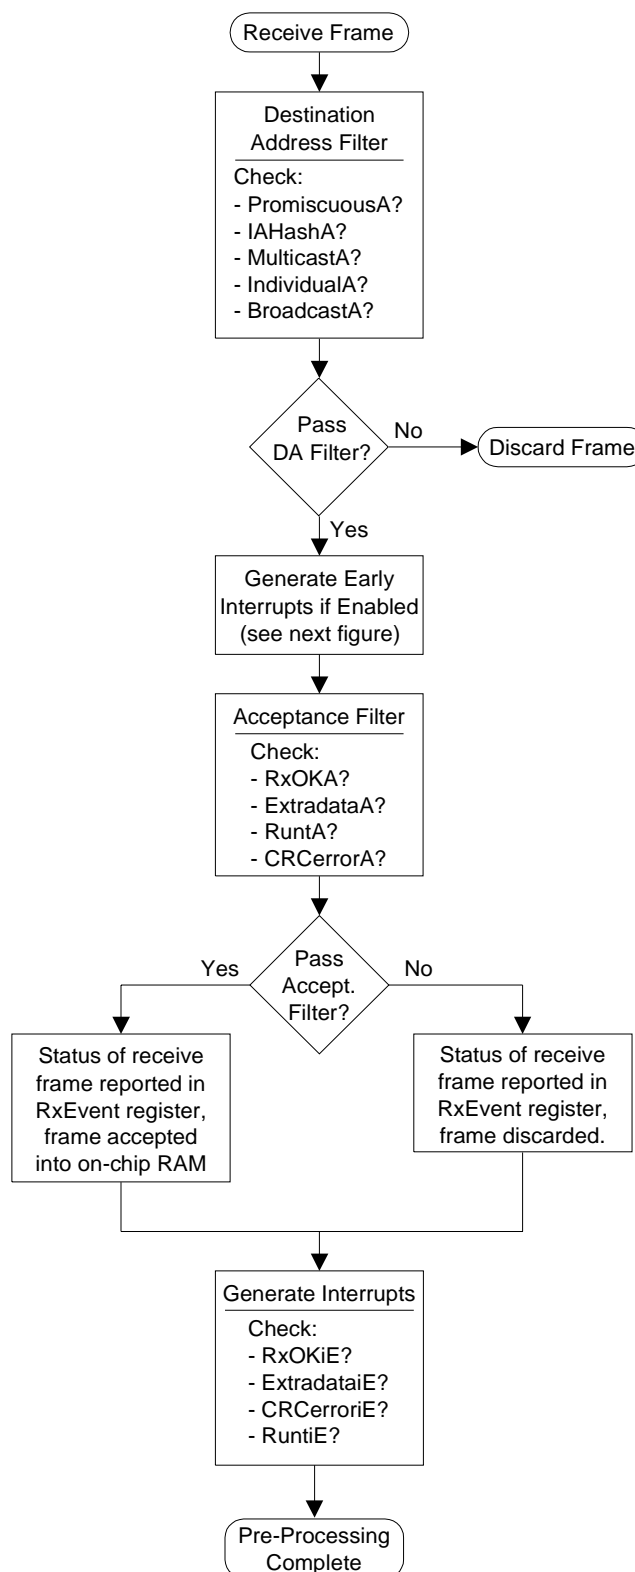 Receive Frame
Destination
Address Filter
Check:
- PromiscuousA?
- IAHashA?
- MulticastA?
- IndividualA?
- BroadcastA?
Pass
DA Filter?
No
Discard Frame
Yes
Generate Early
Interrupts if Enabled
(see next figure)
Acceptance Filter
Check:
- RxOKA?
- ExtradataA?
- RuntA?
- CRCerrorA?
Pass
Accept.
Filter?
Yes
No
Status of receive
frame reported in
RxEvent register,
frame accepted
into on-chip RAM
Status of receive
frame reported in
RxEvent register,
frame discarded.
Generate Interrupts
Check:
- RxOKiE?
- ExtradataiE?
- CRCerroriE?
- RuntiE?
Pre-Processing
Complete